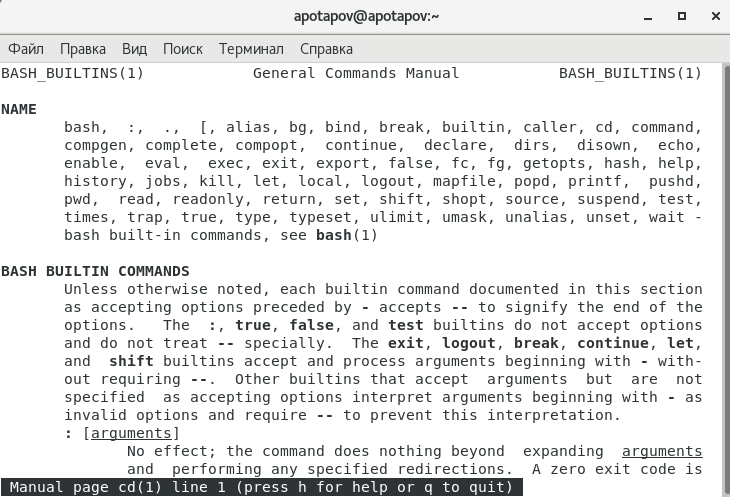 apotapov@apotapov:~
Файл Правка Вид Поиск Терминал Справка
BASH_BUILTINS(1) General Commands Manual BASH_BUILTINS(1)
NAME
bash, :, ., [, alias, bg, bind, break, builtin, caller, cd, command,
compgen, complete, compopt, continue, declare, dirs, disown, echo,
enable, eval, exec, exit, export, false, fc, fg, getopts, hash, help,
history, jobs, kill, let, local, logout, mapfile, popd, printf, pushd,
pwd, read, readonly, return, set, shift, shopt, source, suspend, test,
times, trap, true, type, typeset, ulimit, umask, unalias, unset, wait -
bash built-in commands, see bash(1)
BASH BUILTIN COMMANDS
Unless otherwise noted, each builtin command documented in this section
as accepting options preceded by - accepts -- to signify the end of the
options. The :, true, false, and test builtins do not accept options
and do not treat -- specially. The exit, logout, break, continue, let,
and shift builtins accept and process arguments beginning with - with-
out requiring --. Other builtins that accept arguments but are not
specified as accepting options interpret arguments beginning with - as
invalid options and require -- to prevent this interpretation.
: [arguments]
No effect; the command does nothing beyond expanding arguments
and performing any specified redirections. A zero exit code is
Manual page cd(1) line 1 (press h for help or q to quit)